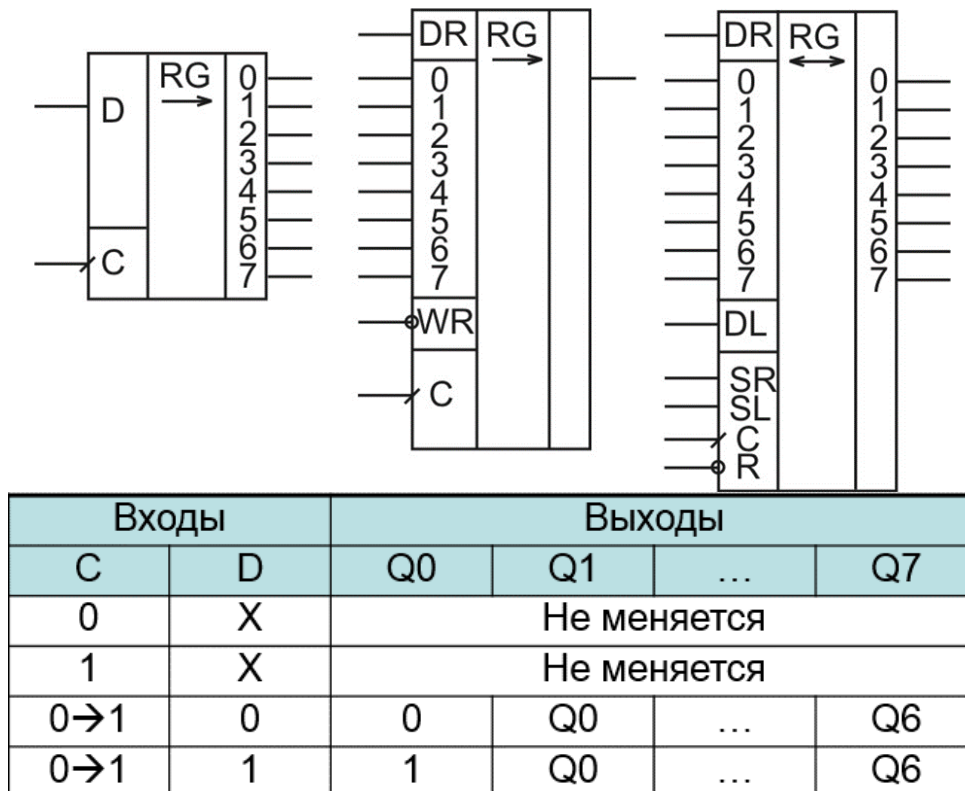 RG
D
0
1
2
3
4
5
6
7
C
DR RG
0
1
2
3
4
5
6
7
WR
C
DR RG
0 0
1 1
2 2
3 3
4 4
5 5
6 6
7 7
DL
SR
SL
C
R
Входы Выходы
C D Q0 Q1 … Q7
0 X Не меняется
1 X Не меняется
0→1 0 0 Q0 … Q6
0→1 1 1 Q0 … Q6